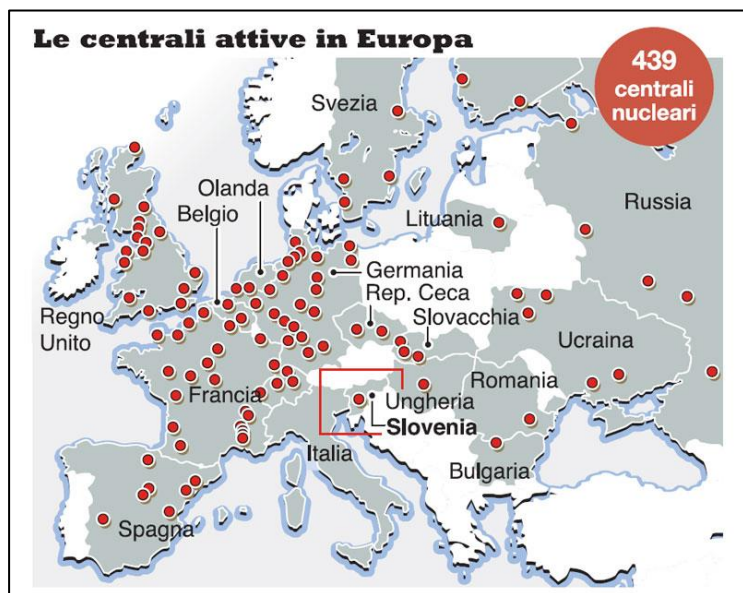 Le centrali attive in Europa
439
centrali
nucleari
Svezia
Olanda
Belgio
Lituania
Russia
Germania
Rep. Ceca
Slovacchia
Regno
Unito
Ucraina
Francia
Romania
Ungheria
Slovenia
Italia
Bulgaria
Spagna